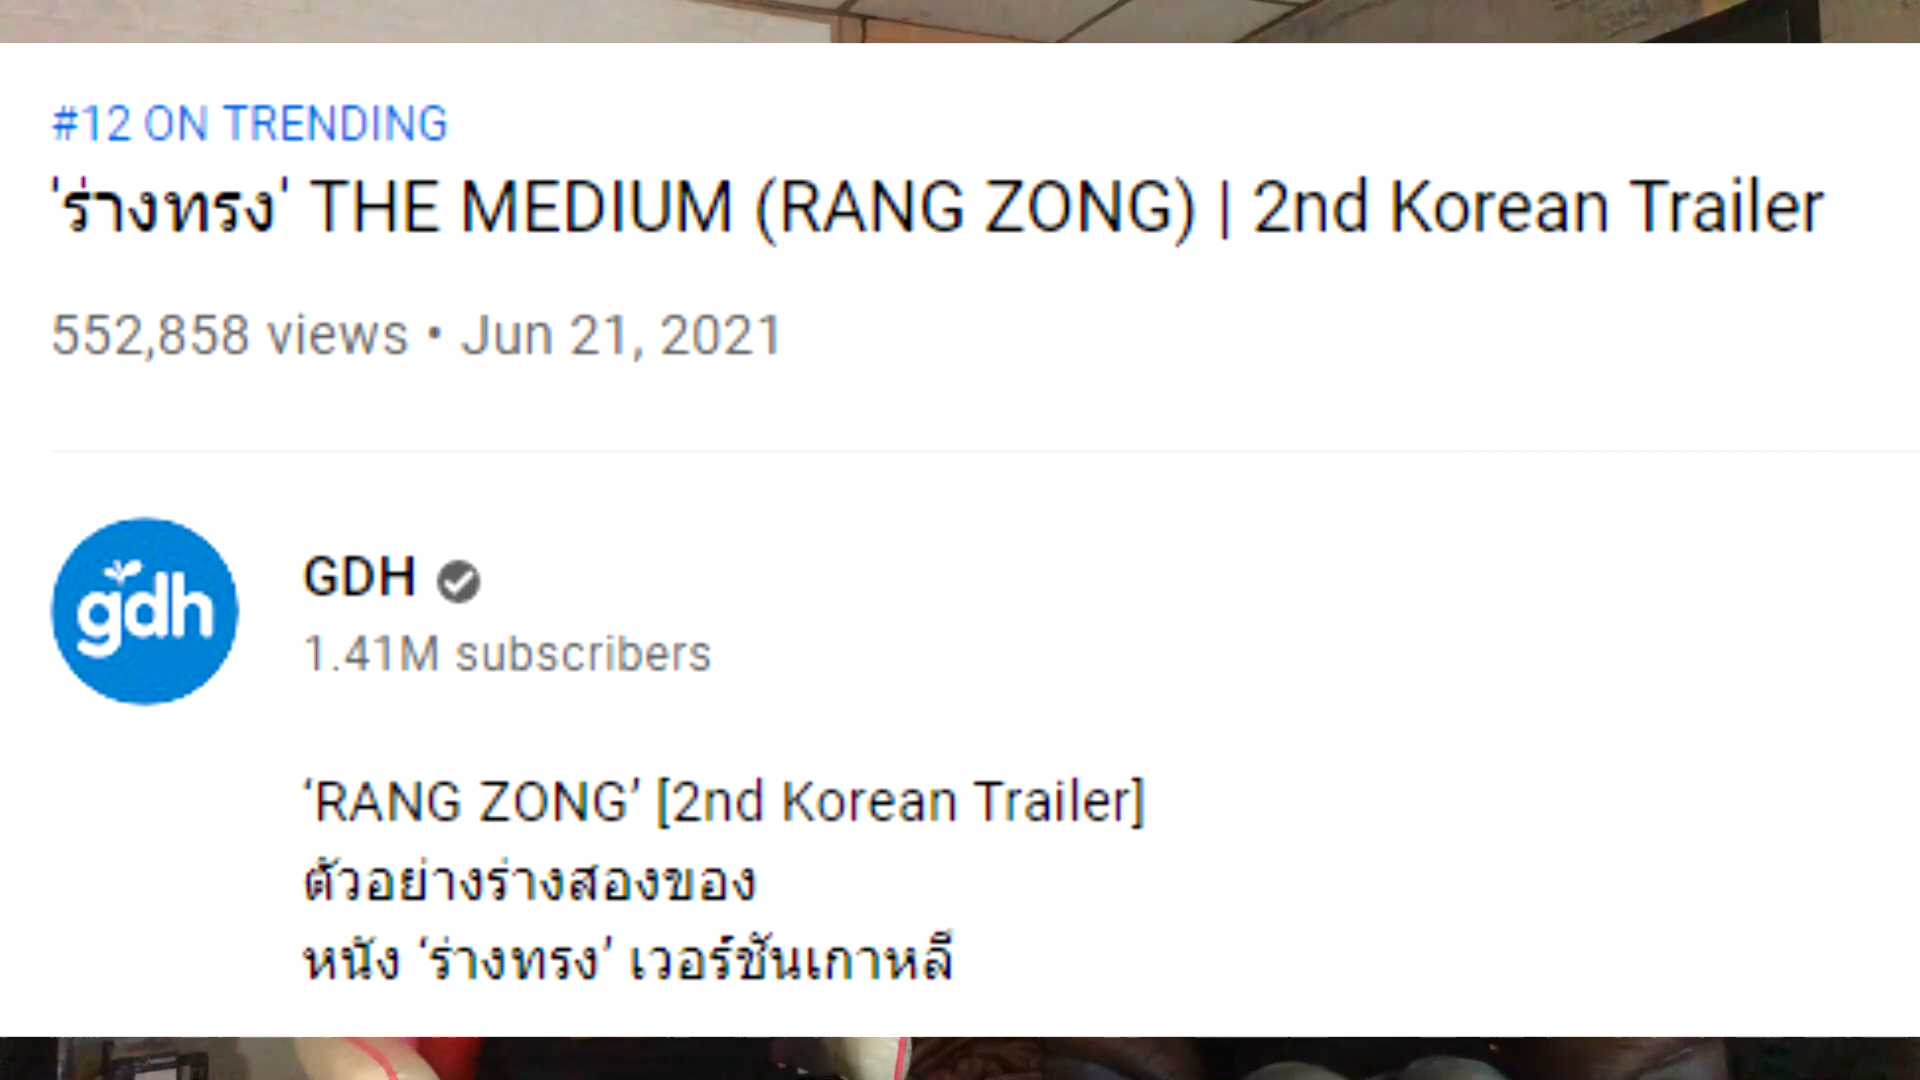 #12 ON TRENDING
'ร่างทรง' THE MEDIUM (RANG ZONG) | 2nd Korean Trailer
552,858 views • Jun 21, 2021
gdh
GDH
1.41M subscribers
‘RANG ZONG’ [2nd Korean Trailer]
ตัวอย่างร่างสองของ
หนัง ‘ร่างทรง’ เวอร์ชันเกาหลี